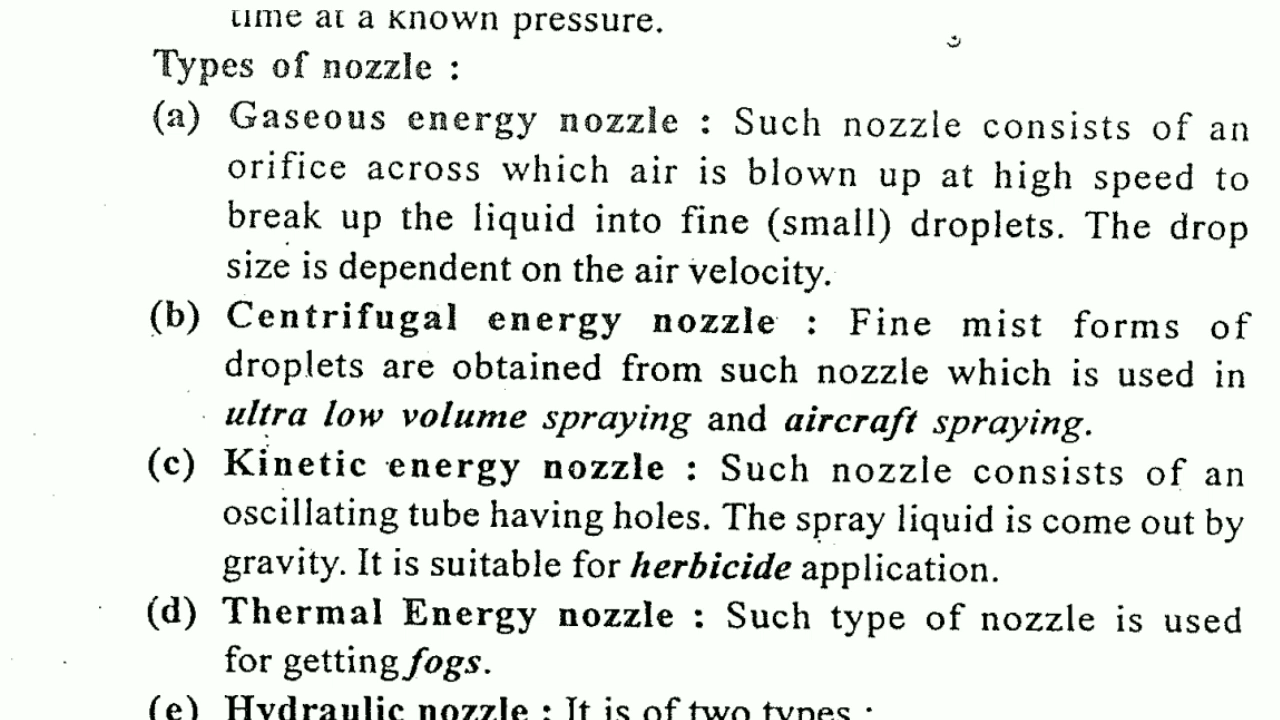 time at a known pressure.
Types of nozzle :
(a) Gaseous energy nozzle : Such nozzle consists of an
orifice across which air is blown up at high speed to
break up the liquid into fine (small) droplets. The drop
size is dependent on the air velocity.
(b) Centrifugal energy nozzle : Fine mist forms of
droplets are obtained from such nozzle which is used in
ultra low volume spraying and aircraft spraying.
(c) Kinetic energy nozzle : Such nozzle consists of an
oscillating tube having holes. The spray liquid is come out by
gravity. It is suitable for herbicide application.
(d) Thermal Energy nozzle : Such type of nozzle is used
for getting fogs.
(e) Hydraulic nozzle : It is of two types :